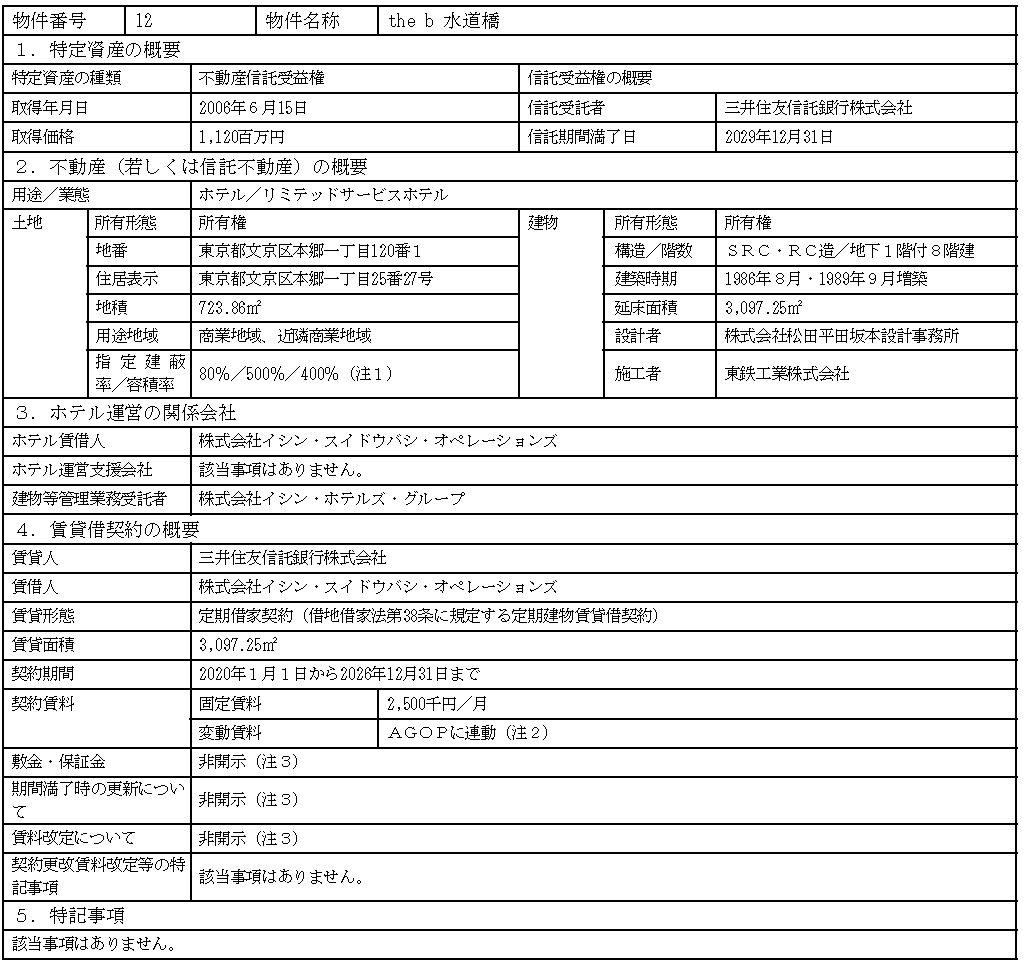 物件番号 12 物件名称 the b 水道橋
１．特定資産の概要
特定資産の種類 不動産信託受益権 信託受益権の概要
取得年月日 2006年６月15日 信託受託者 三井住友信託銀行株式会社
取得価格 1,120百万円 信託期間満了日 2029年12月31日
２．不動産（若しくは信託不動産）の概要
用途／業態 ホテル／リミテッドサービスホテル
土地 所有形態 所有権 建物 所有形態 所有権
地番 東京都文京区本郷一丁目120番１ 構造／階数 ＳＲＣ・ＲＣ造／地下１階付８階建
住居表示 東京都文京区本郷一丁目25番27号 建築時期 1986年８月・1989年９月増築
地積 723.86㎡ 延床面積 3,097.25㎡
用途地域 商業地域、近隣商業地域 設計者 株式会社松田平田坂本設計事務所
指定建蔽
率／容積率 80％／500％／400％（注１） 施工者 東鉄工業株式会社
３．ホテル運営の関係会社
ホテル賃借人 株式会社イシン・スイドウバシ・オペレーションズ
ホテル運営支援会社 該当事項はありません。
建物等管理業務受託者 株式会社イシン・ホテルズ・グループ
４．賃貸借契約の概要
賃貸人 三井住友信託銀行株式会社
賃借人 株式会社イシン・スイドウバシ・オペレーションズ
賃貸形態 定期借家契約（借地借家法第38条に規定する定期建物賃貸借契約）
賃貸面積 3,097.25㎡
契約期間 2020年１月１日から2026年12月31日まで
契約賃料 固定賃料 2,500千円／月
変動賃料 ＡＧＯＰに連動（注２）
敷金・保証金 非開示（注３）
期間満了時の更新につい
て 非開示（注３）
賃料改定について 非開示（注３）
契約更改賃料改定等の特
記事項 該当事項はありません。
５．特記事項
該当事項はありません。